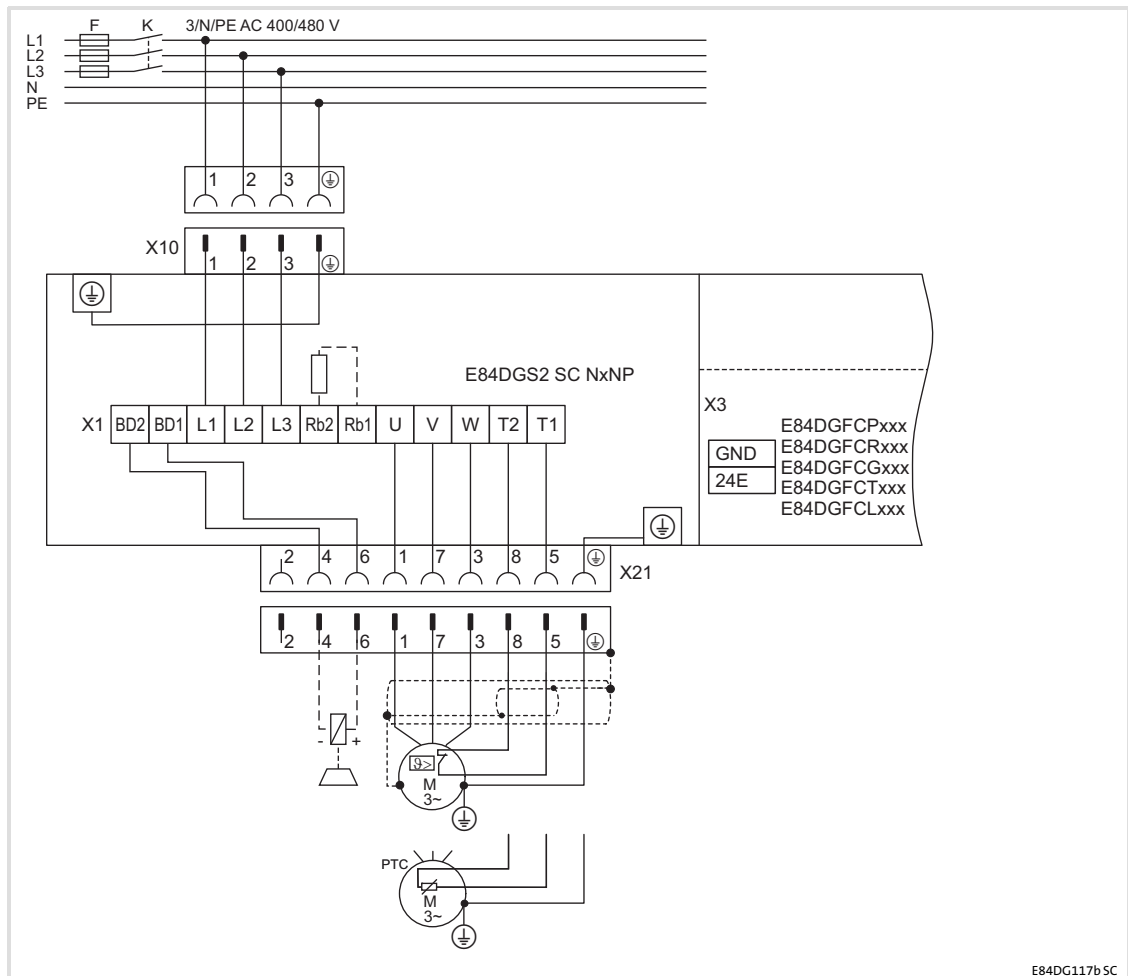 F K 3/N/PE AC 400/480 V
L1
L2
L3
N
PE
1 2 3
X10
1 2 3
E84DGS2 SC NxNP
X1 BD2 BD1 L1 L2 L3 Rb2 Rb1 U V W T2 T1
X3
E84DGFCPxxx
E84DGFCRxxx
E84DGFCGxxx
E84DGFCTxxx
E84DGFCLxxx
GND
24E
2 4 6 1 7 3 8 5
X21
2 4 6 1 7 3 8 5
- +
ϑ>
M
3~
PTC
M
3~
E84DG117b SC